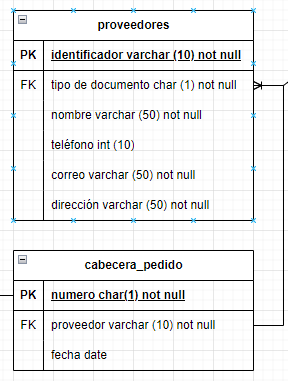 proveedores
PK identificador varchar (10) not null
FK tipo de documento char (1) not null
nombre varchar (50) not null
teléfono int (10)
correo varchar (50) not null
dirección varchar (50) not null
cabecera_pedido
PK numero char(1) not null
FK proveedor varchar (10) not null
fecha date